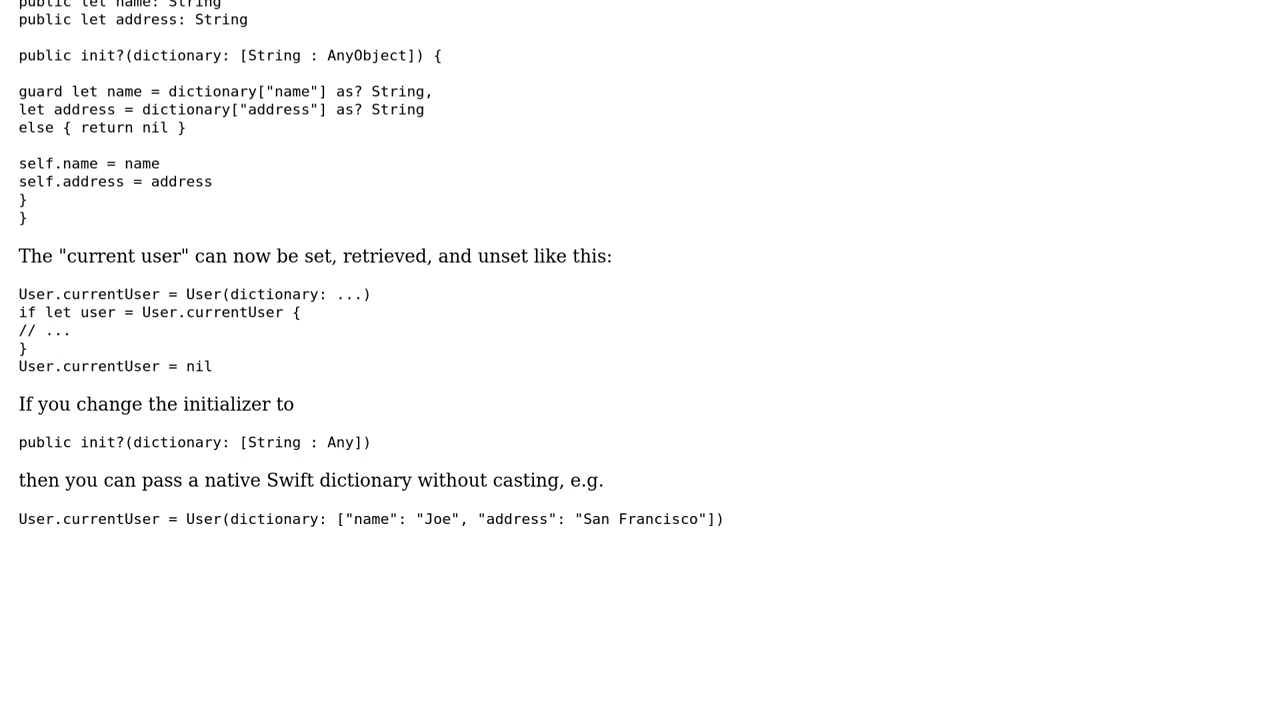 public let name: String
public let address: String
public init?(dictionary: [String : AnyObject]) {
guard let name = dictionary["name"] as? String,
let address = dictionary["address"] as? String
else { return nil }
self.name = name
self.address = address
}
}
The "current user" can now be set, retrieved, and unset like this:
User.currentUser = User(dictionary: ...)
if let user = User.currentUser {
// ...
}
User.currentUser = nil
If you change the initializer to
public init?(dictionary: [String : Any])
then you can pass a native Swift dictionary without casting, e.g.
User.currentUser = User(dictionary: ["name": "Joe", "address": "San Francisco"])